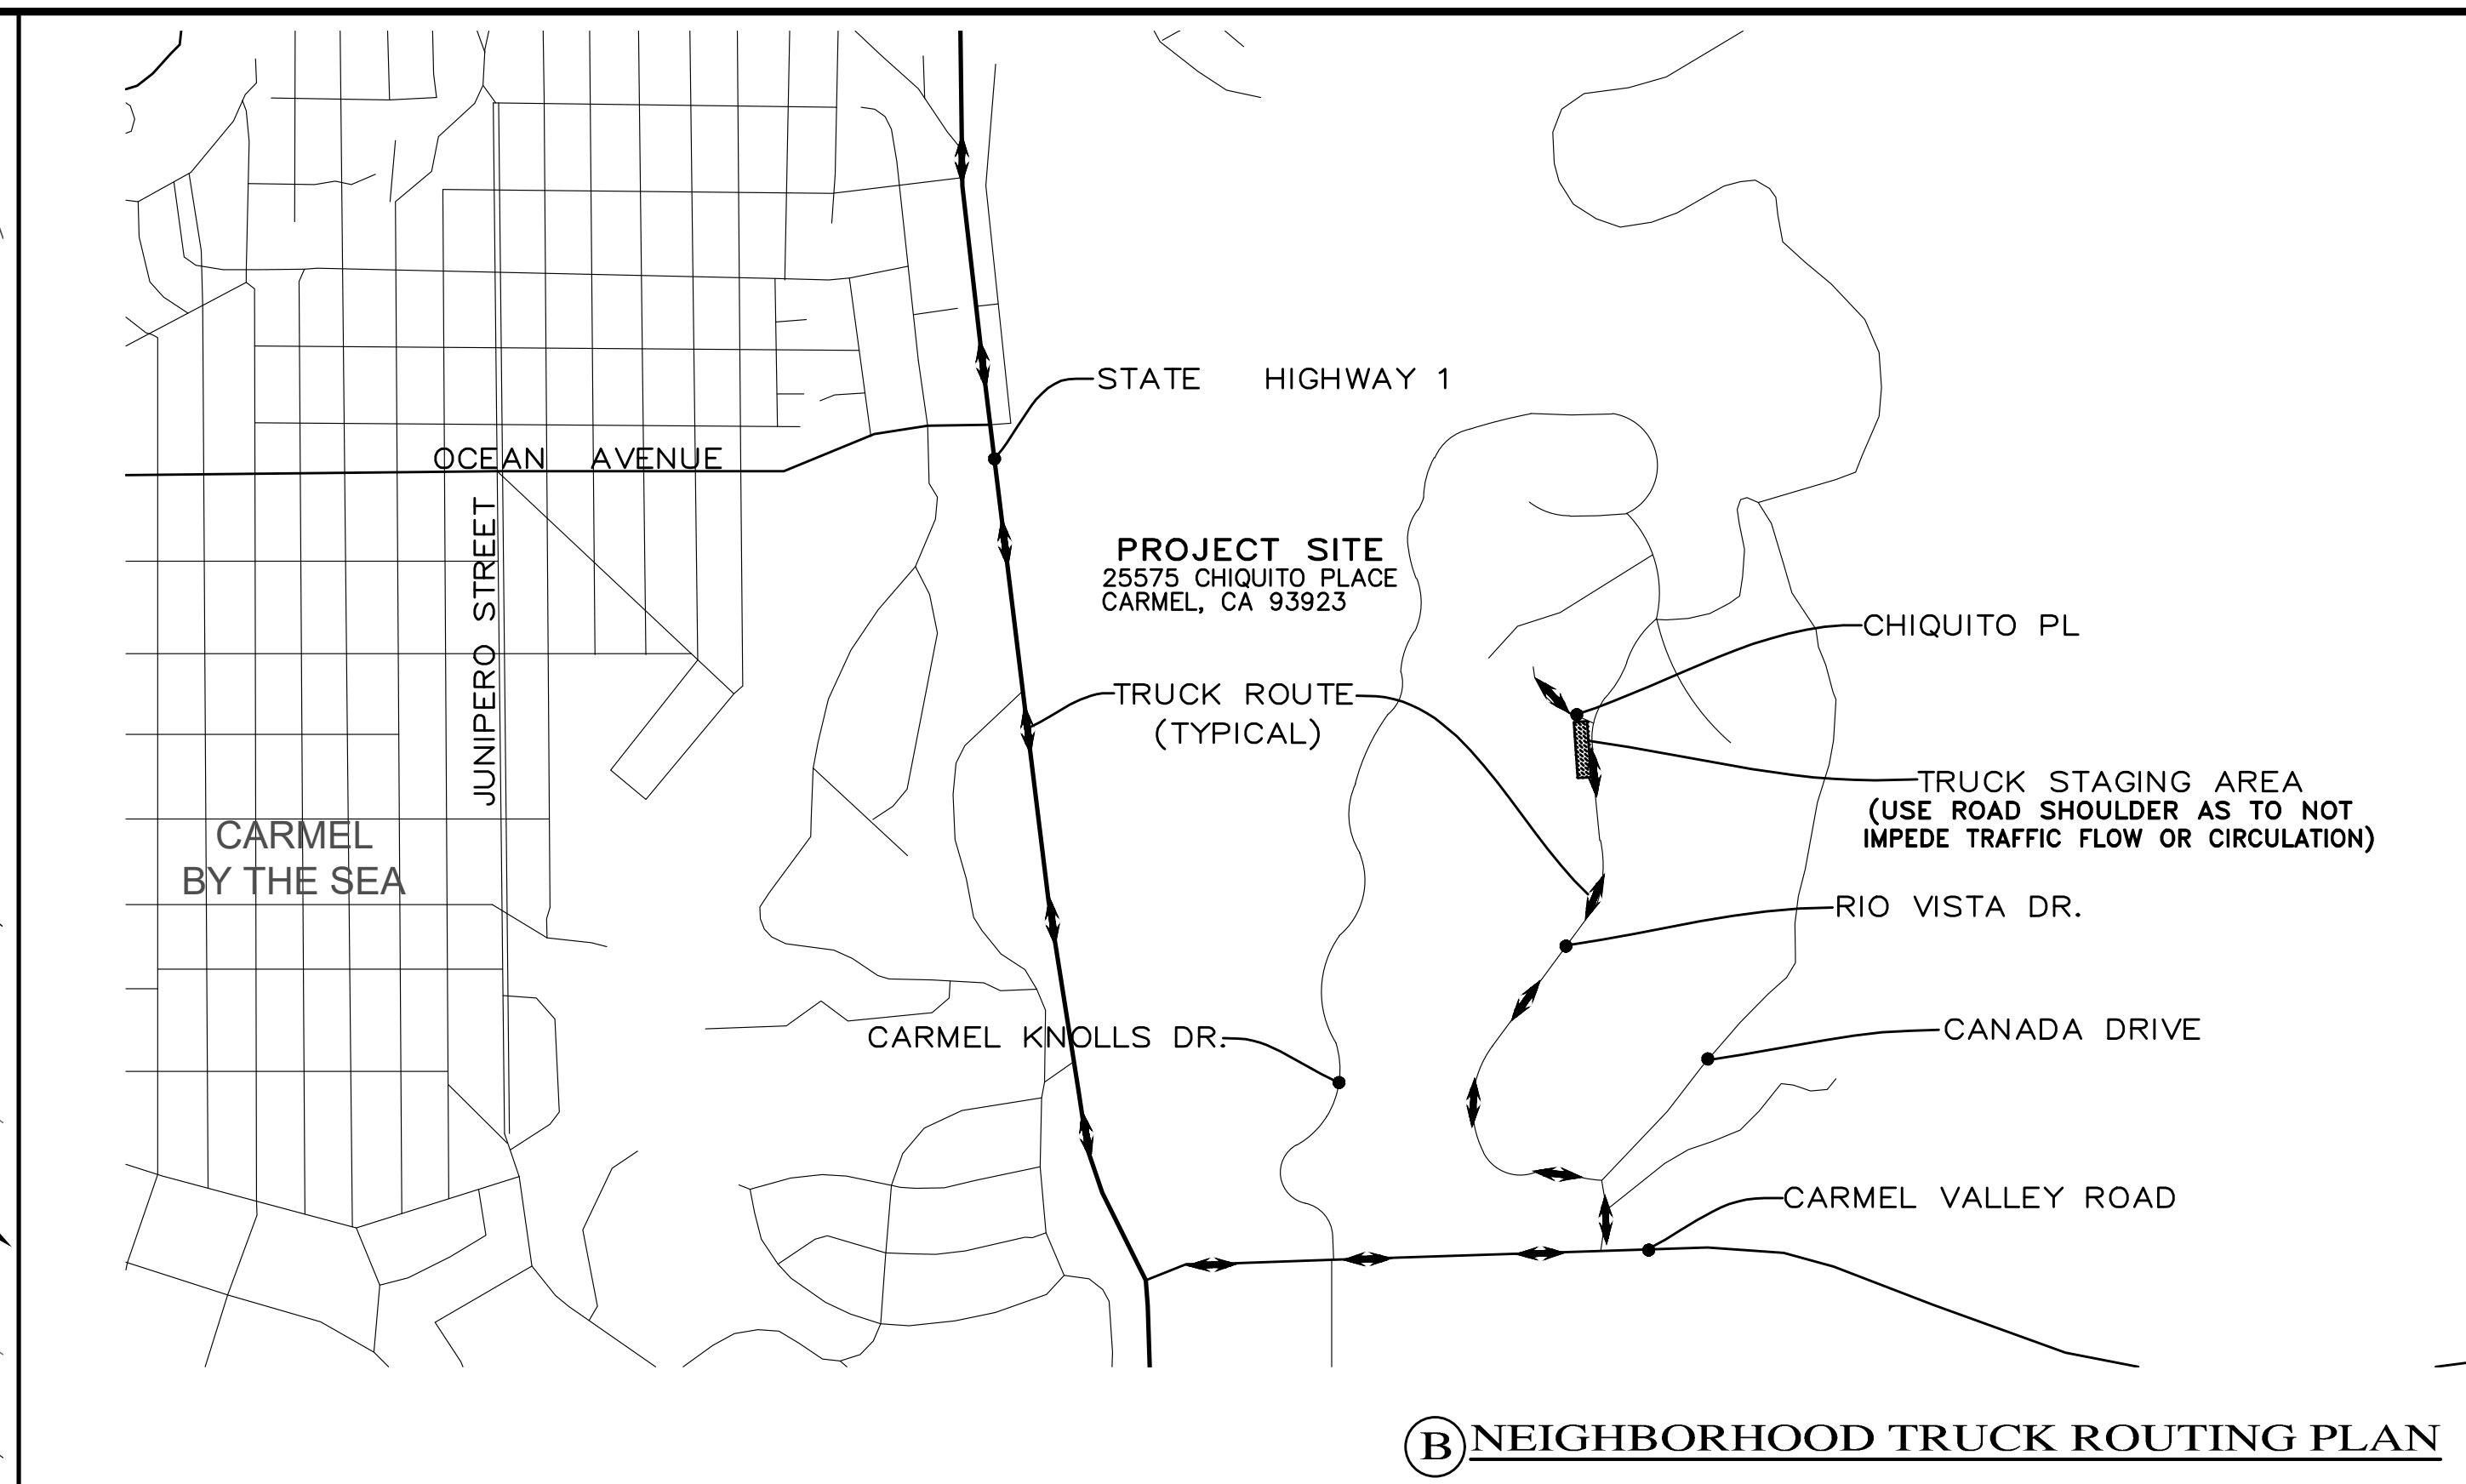 STATE HIGHWAY 1
OCEAN AVENUE
JUNIPERO STREET
PROJECT SITE
25575 CHIQUITO PLACE
CARMEL, CA 93923
CHIQUITO PL
TRUCK ROUTE
(TYPICAL)
TRUCK STAGING AREA
(USE ROAD SHOULDER AS TO NOT
IMPEDE TRAFFIC FLOW OR CIRCULATION)
CARMEL
BY THE SEA
RIO VISTA DR.
CARMEL KNOLLS DR.
CANADA DRIVE
CARMEL VALLEY ROAD
B NEIGHBORHOOD TRUCK ROUTING PLAN